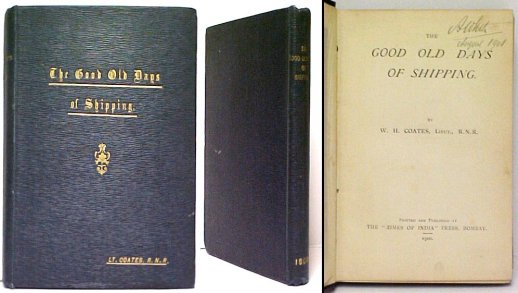 The Good Old Days
of Shipping.
LT. COATES, R.N.R.
THE
GOOD OLD DAYS
OF
SHIPPING
THE
GOOD OLD DAYS
OF SHIPPING.
BY
W. H. COATES, LIEUT., R.N.R.
PRINTED AND PUBLISHED AT
THE "TIMES OF INDIA" PRESS, BOMBAY.
1900.